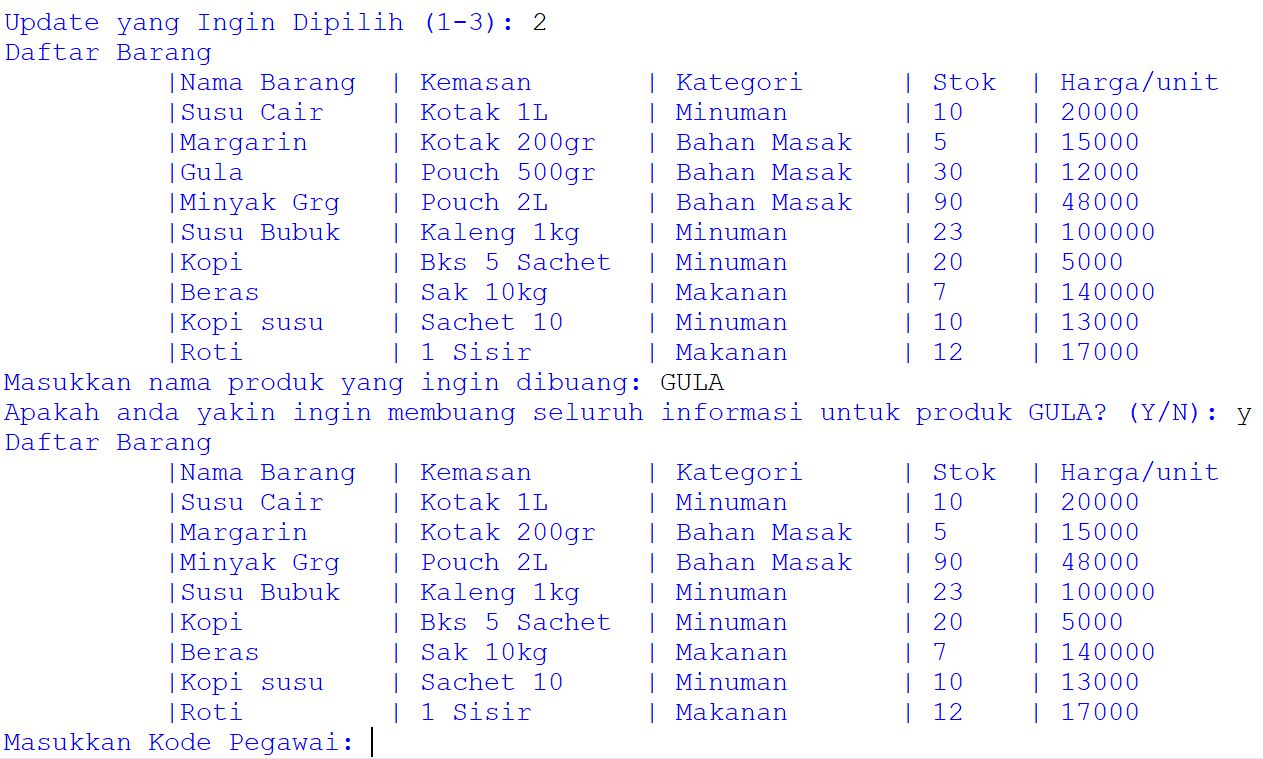 Update yang Ingin Dipilih (1-3): 2
Daftar Barang
|Nama Barang | Kemasan | Kategori | Stok | Harga/unit
|Susu Cair | Kotak 1L | Minuman | 10 | 20000
|Margarin | Kotak 200gr | Bahan Masak | 5 | 15000
|Gula | Pouch 500gr | Bahan Masak | 30 | 12000
|Minyak Grg | Pouch 2L | Bahan Masak | 90 | 48000
|Susu Bubuk | Kaleng 1kg | Minuman | 23 | 100000
|Kopi | Bks 5 Sachet | Minuman | 20 | 5000
|Beras | Sak 10kg | Makanan | 7 | 140000
|Kopi susu | Sachet 10 | Minuman | 10 | 13000
|Roti | 1 Sisir | Makanan | 12 | 17000
Masukkan nama produk yang ingin dibuang: GULA
Apakah anda yakin ingin membuang seluruh informasi untuk produk GULA? (Y/N): y
Daftar Barang
|Nama Barang | Kemasan | Kategori | Stok | Harga/unit
|Susu Cair | Kotak 1L | Minuman | 10 | 20000
|Margarin | Kotak 200gr | Bahan Masak | 5 | 15000
|Minyak Grg | Pouch 2L | Bahan Masak | 90 | 48000
|Susu Bubuk | Kaleng 1kg | Minuman | 23 | 100000
|Kopi | Bks 5 Sachet | Minuman | 20 | 5000
|Beras | Sak 10kg | Makanan | 7 | 140000
|Kopi susu | Sachet 10 | Minuman | 10 | 13000
|Roti | 1 Sisir | Makanan | 12 | 17000
Masukkan Kode Pegawai: